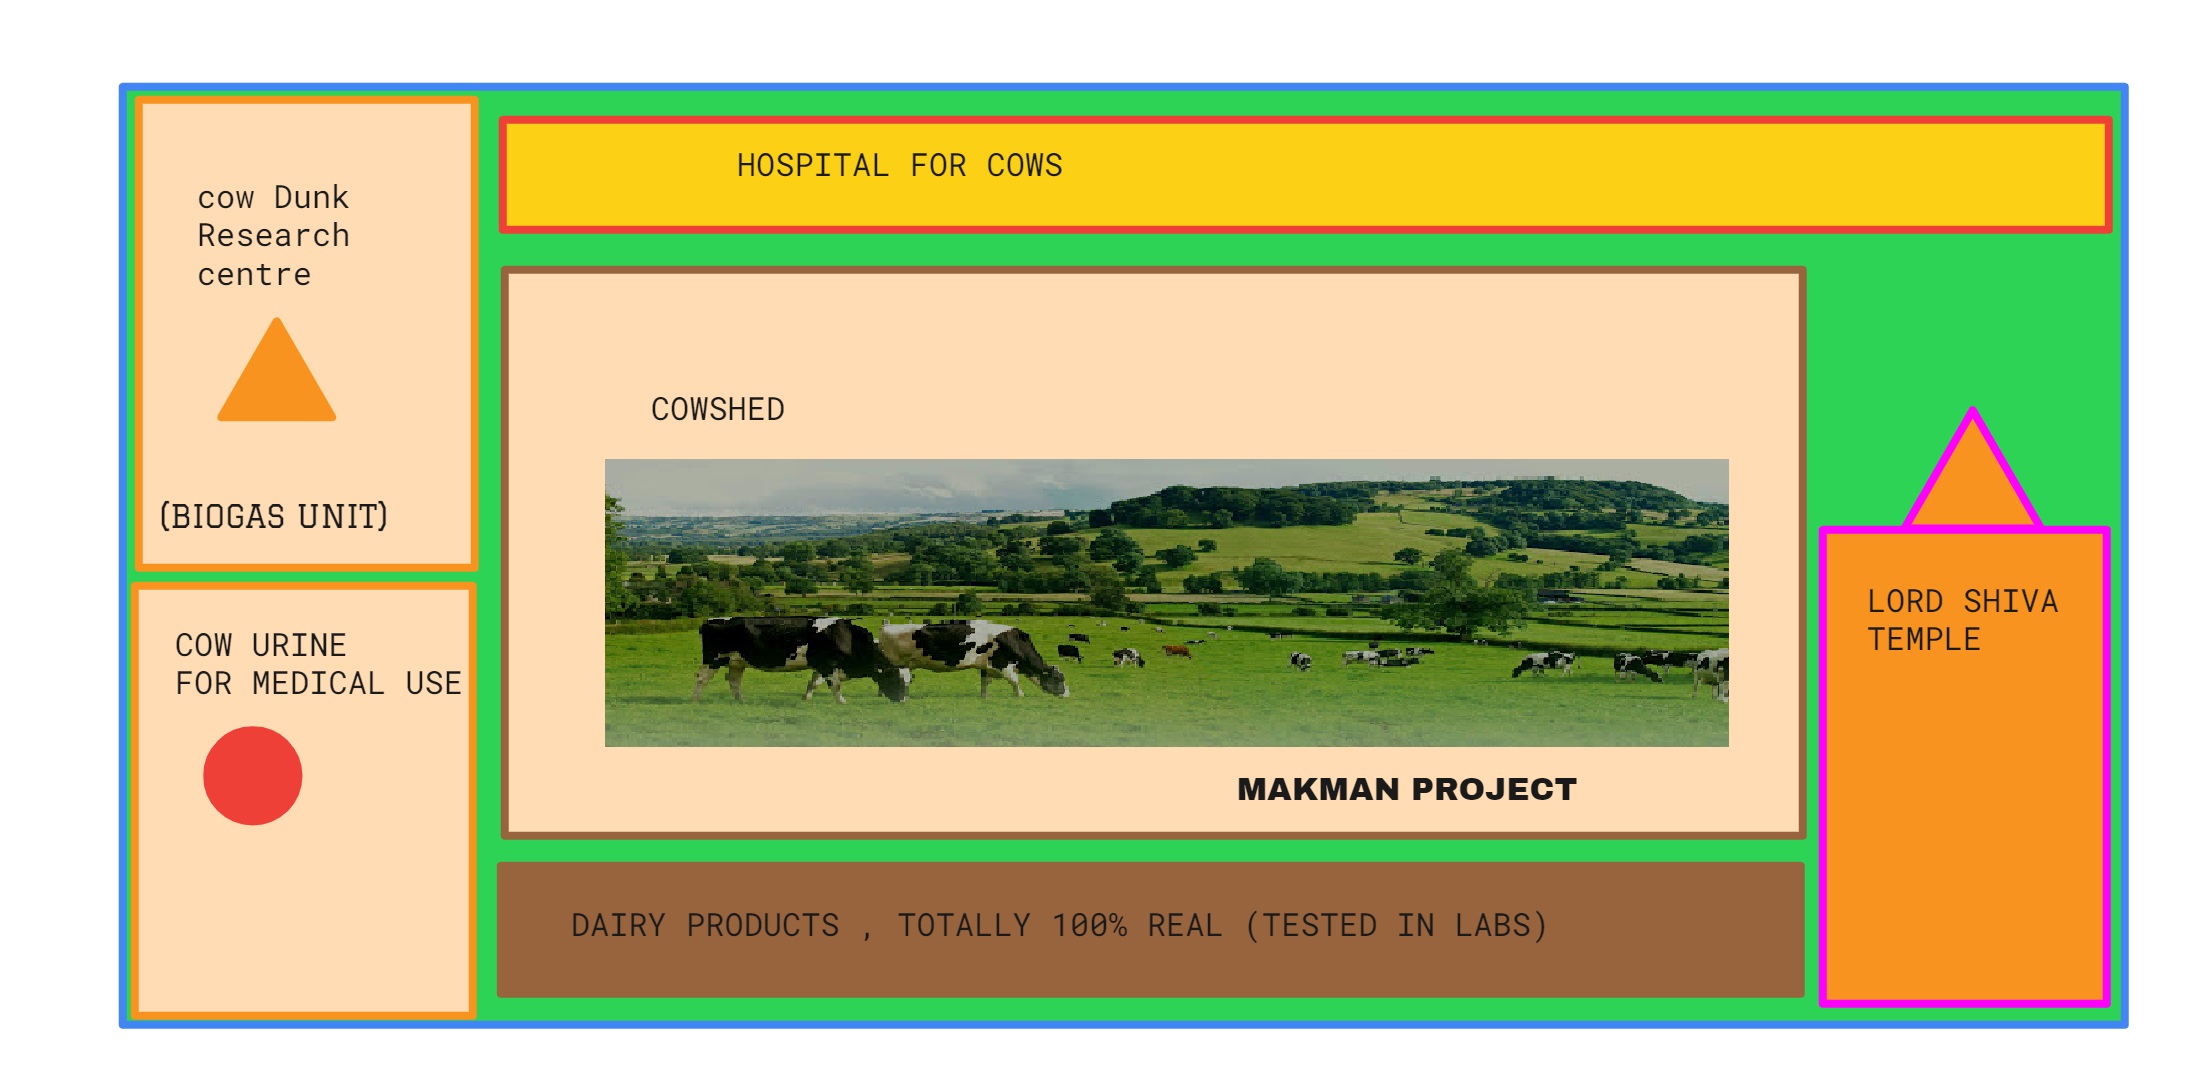 cow Dunk
Research
centre
(BIOGAS UNIT)
COW URINE
FOR MEDICAL USE
HOSPITAL FOR COWS
COWSHED
MAKMAN PROJECT
DAIRY PRODUCTS , TOTALLY 100% REAL (TESTED IN LABS)
LORD SHIVA
TEMPLE